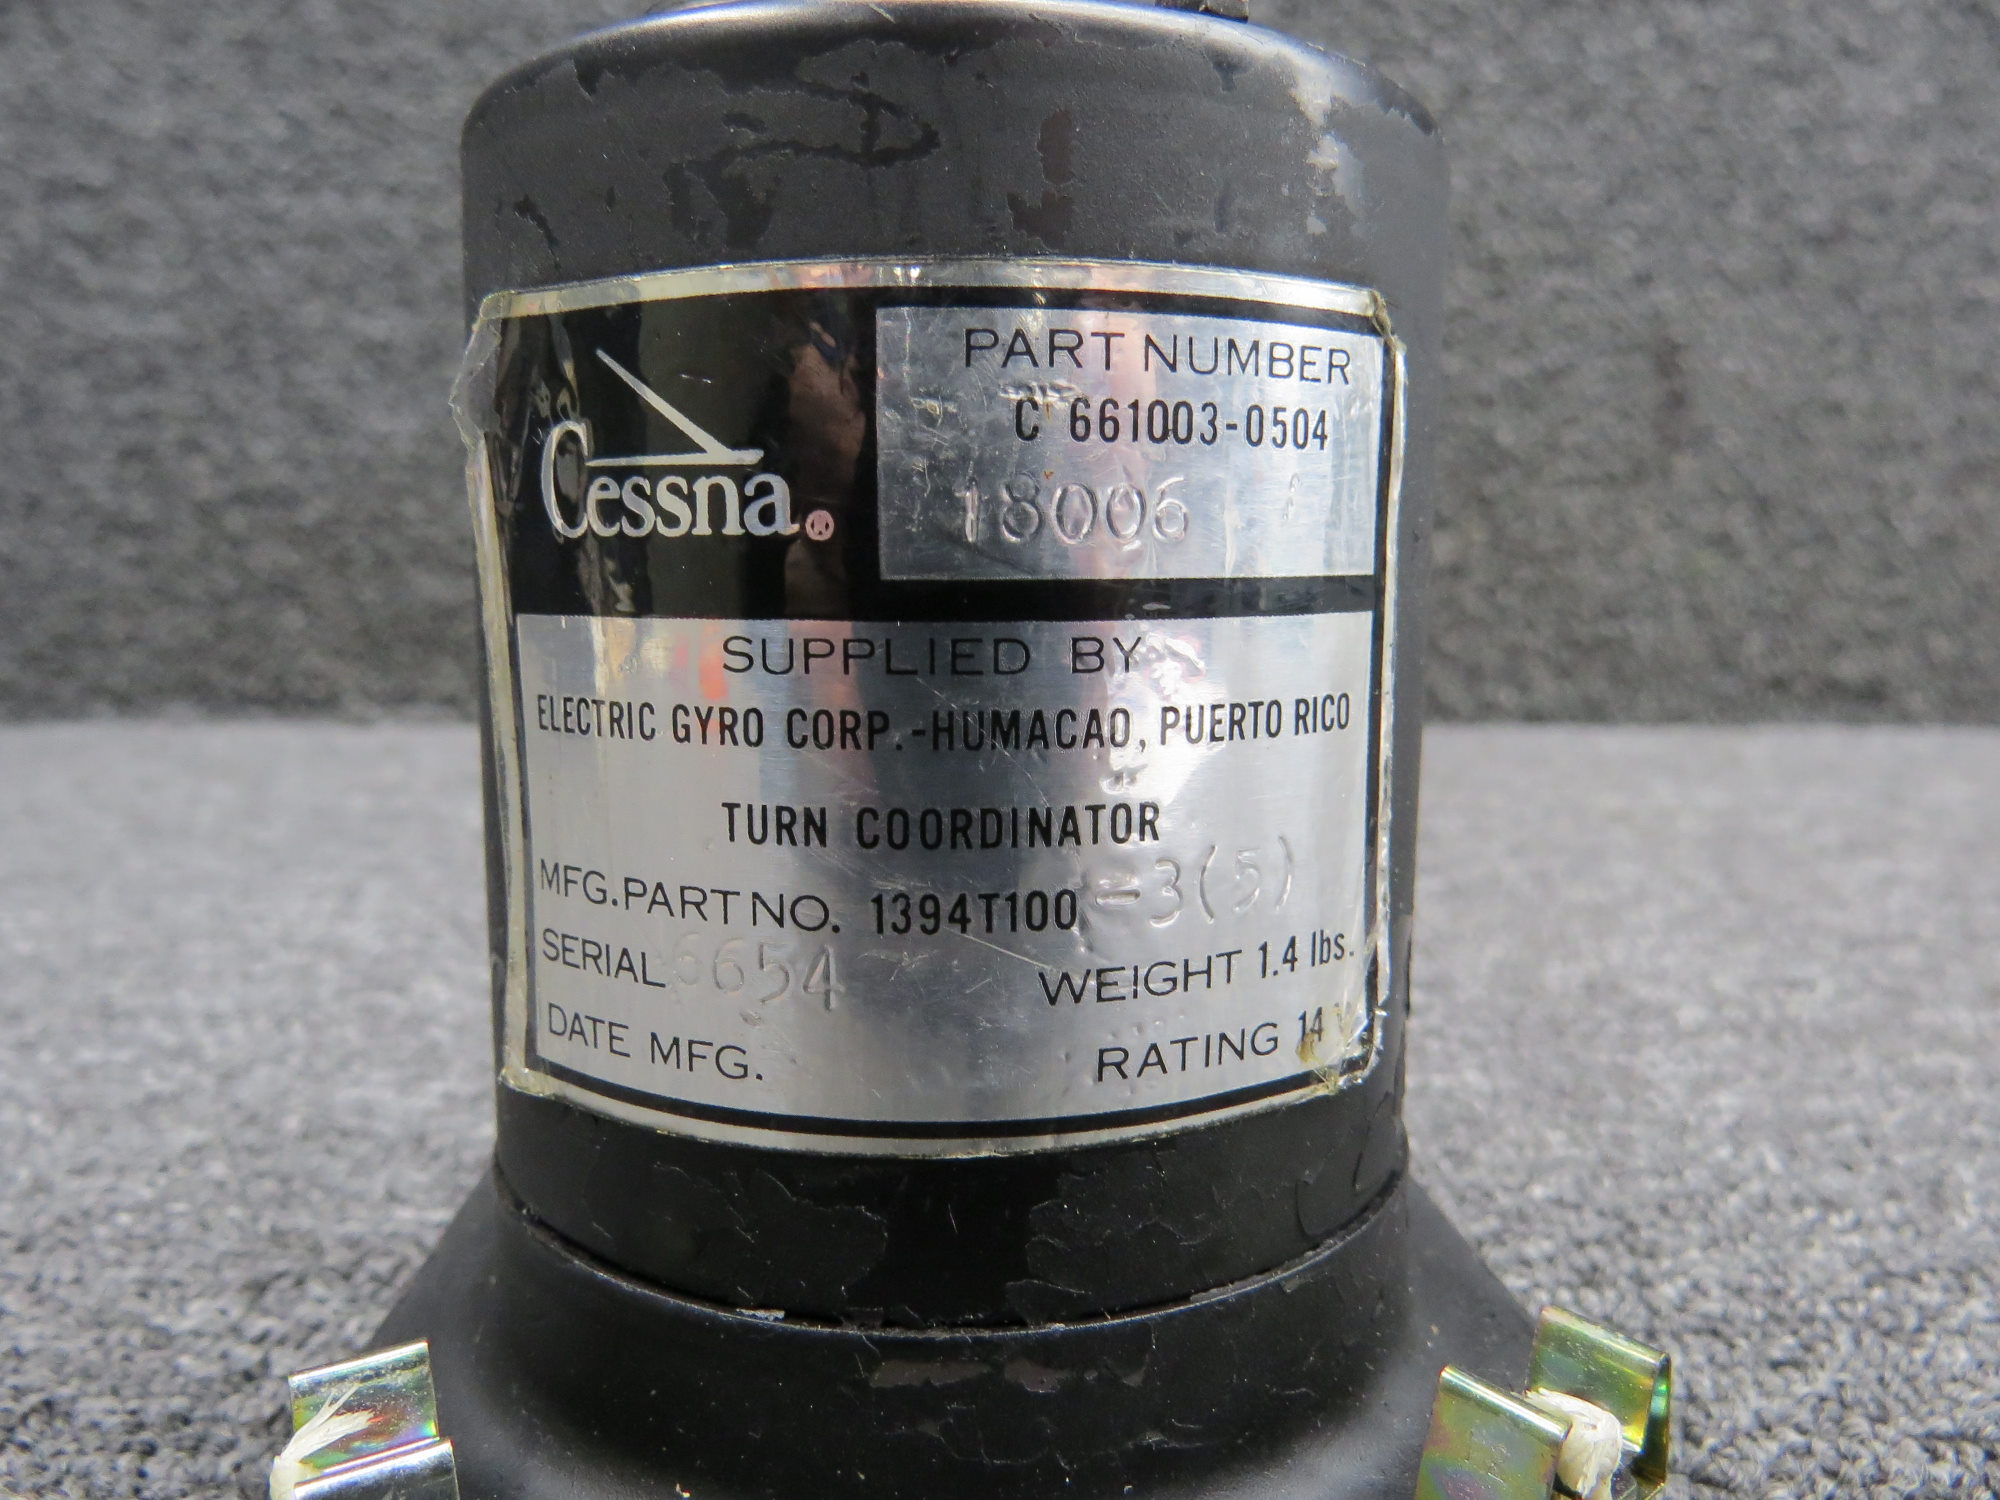 Cessna®
PART NUMBER
C 661003-0504
18006
SUPPLIED BY
ELECTRIC GYRO CORP.-HUMACAO, PUERTO RICO
TURN COORDINATOR
MFG.PART NO. 1394T100 -3(5)
SERIAL 6654
WEIGHT 1.4 lbs.
DATE MFG.
RATING 14